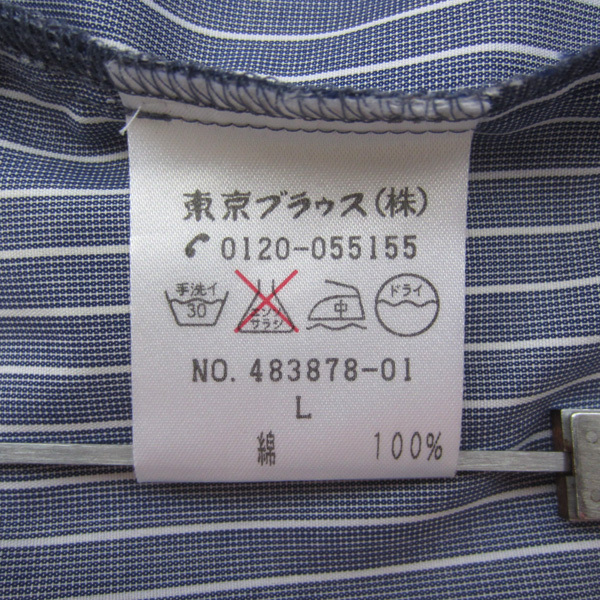 東京ブラウス(株)
0120-055155
手洗イ 30 エンソ サラシ 中 ドライ
NO. 483878-01
L
綿 100%